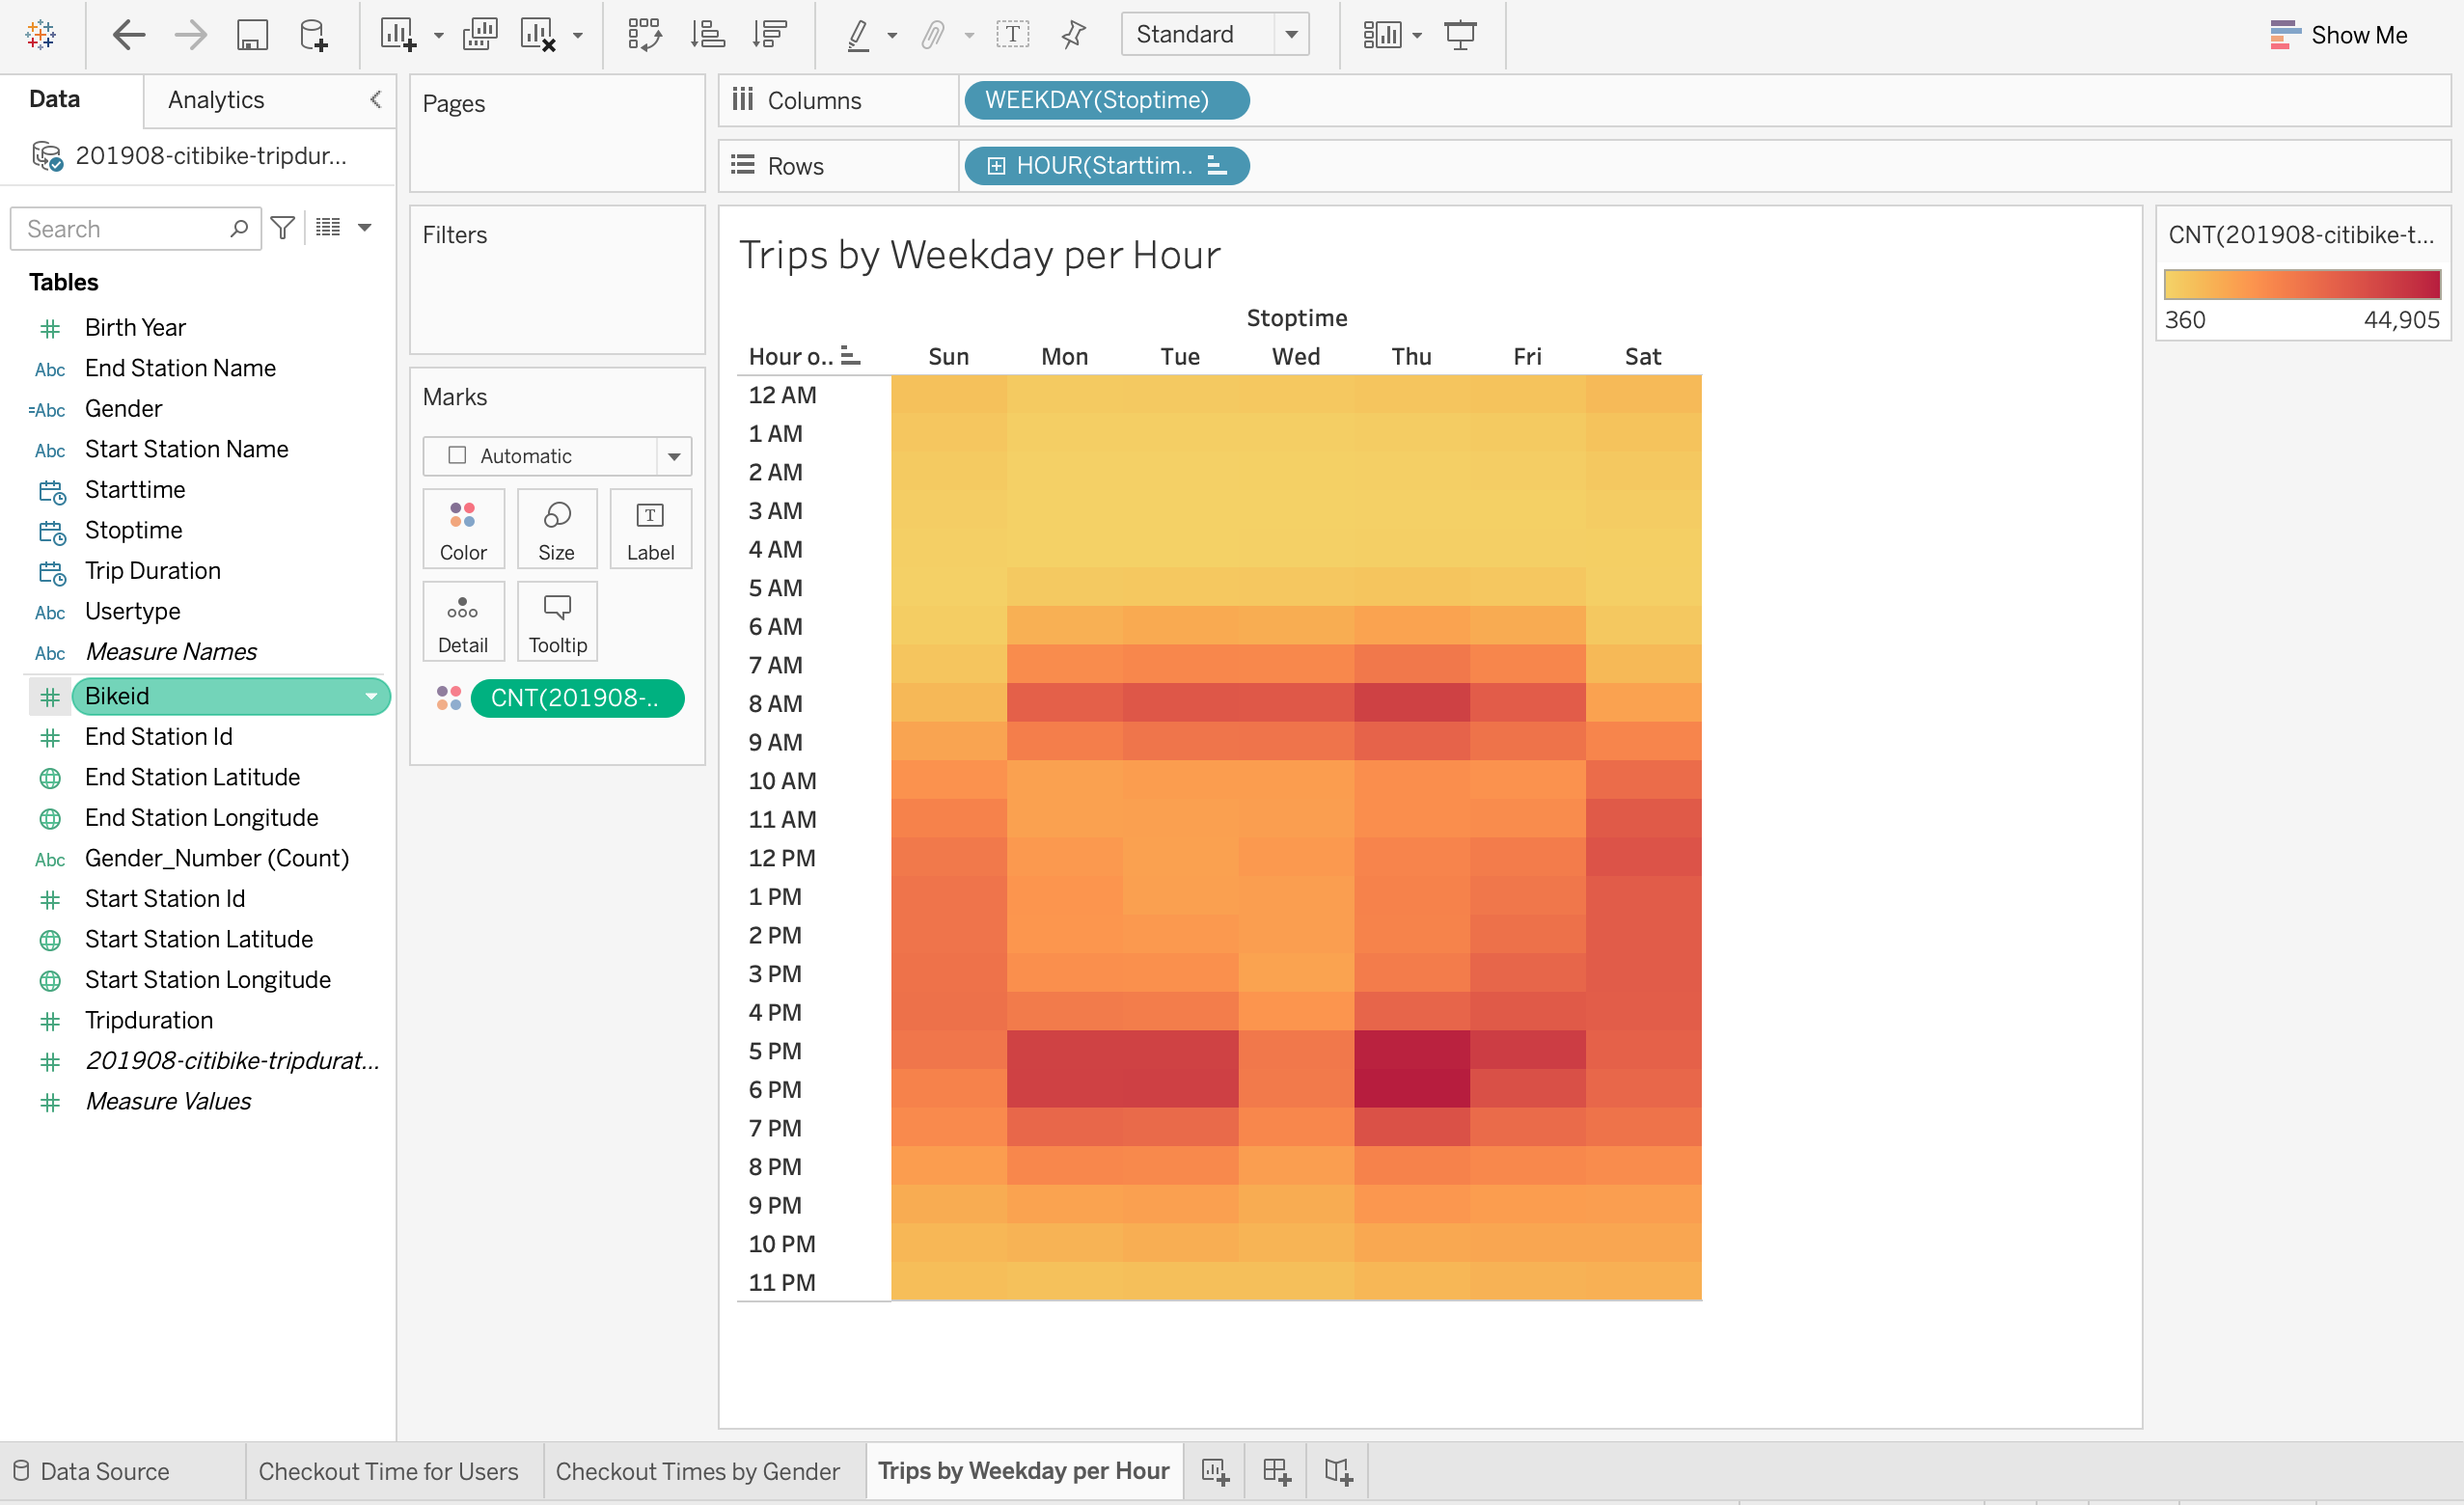 Standard
Show Me
Data
Analytics
201908-citibike-tripdur...
Search
Tables
# Birth Year
Abc End Station Name
=Abc Gender
Abc Start Station Name
Starttime
Stoptime
Trip Duration
Abc Usertype
Abc Measure Names
# Bikeid
# End Station Id
End Station Latitude
End Station Longitude
Abc Gender_Number (Count)
# Start Station Id
Start Station Latitude
Start Station Longitude
# Tripduration
# 201908-citibike-tripdurat...
# Measure Values
Pages
Filters
Marks
Automatic
Color Size T Label
Detail Tooltip
CNT(201908-..
Columns WEEKDAY(Stoptime)
Rows HOUR(Starttim..
Trips by Weekday per Hour
Stoptime
Hour o.. Sun Mon Tue Wed Thu Fri Sat
12 AM
1 AM
2 AM
3 AM
4 AM
5 AM
6 AM
7 AM
8 AM
9 AM
10 AM
11 AM
12 PM
1 PM
2 PM
3 PM
4 PM
5 PM
6 PM
7 PM
8 PM
9 PM
10 PM
11 PM
CNT(201908-citibike-t...
360 44,905
Data Source Checkout Time for Users Checkout Times by Gender Trips by Weekday per Hour